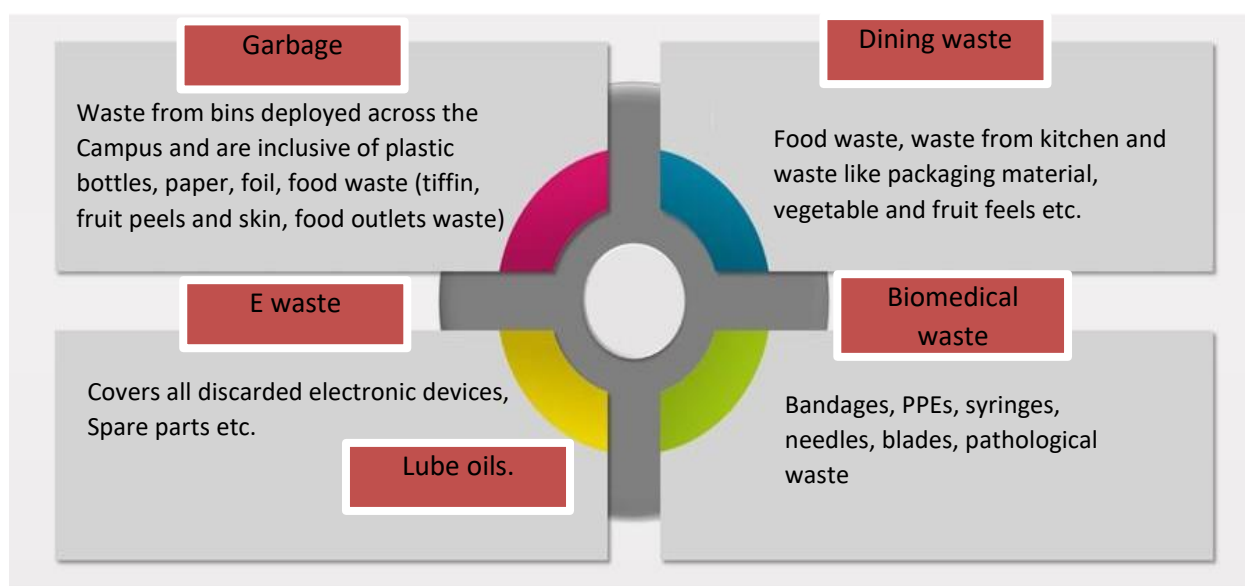 Garbage
Waste from bins deployed across the
Campus and are inclusive of plastic
bottles, paper, foil, food waste (tiffin,
fruit peels and skin, food outlets waste)
Dining waste
Food waste, waste from kitchen and
waste like packaging material,
vegetable and fruit feels etc.
E waste
Covers all discarded electronic devices,
Spare parts etc.
Lube oils.
Biomedical
waste
Bandages, PPEs, syringes,
needles, blades, pathological
waste